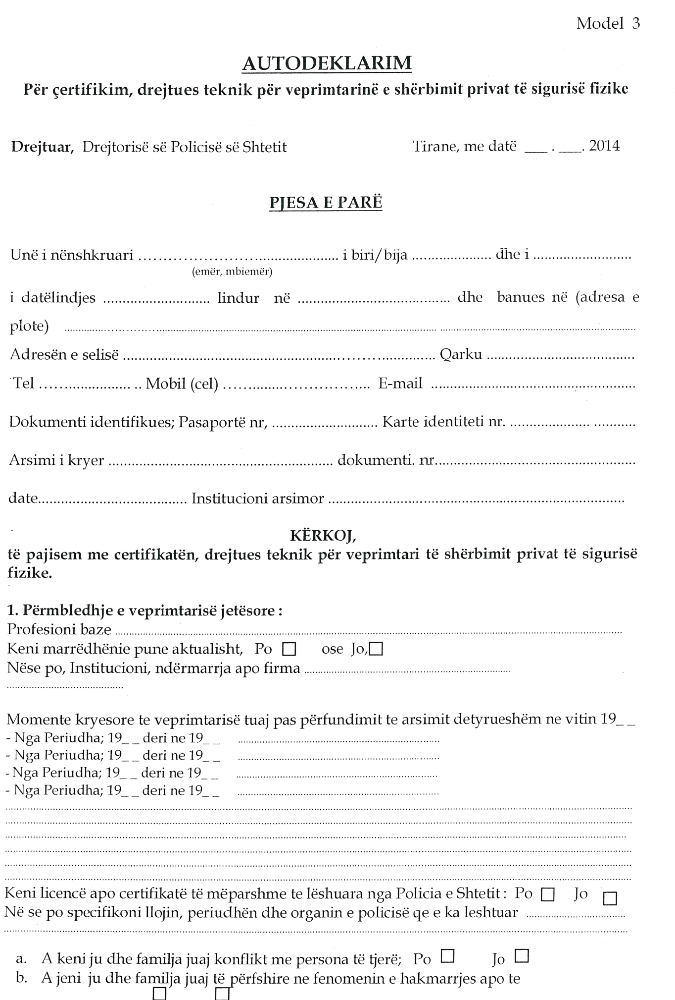 Model 3
AUTODEKLARIM
Për çertifikim, drejtues teknik për veprimtarinë e shërbimit privat të sigurisë fizike
Drejtuar, Drejtorisë së Policisë së Shtetit Tirane, me datë ___ . ___. 2014
PJESA E PARË
Unë i nënshkruari ........................................ i biri/bija .................... dhe i .........................
(emër, mbiemër)
i datëlindjes ............................ lindur në ........................................ dhe banues në (adresa e
plote) ................................................................................................................................
Adresën e selisë ................................................................................ Qarku ......................................
Tel ........................ .. Mobil (cel) ...................................... E-mail .....................................................
Dokumenti identifikues; Pasaportë nr, ........................... Karte identiteti nr. ..................... ...........
Arsimi i kryer .......................................................... dokumenti. nr....................................................
date....................................... Institucioni arsimor .............................................................................
KËRKOJ,
të pajisem me certifikatën, drejtues teknik për veprimtari të shërbimit privat të sigurisë
fizike.
1. Përmbledhje e veprimtarisë jetësore :
Profesioni baze ................................................................................................................
Keni marrëdhënie pune aktualisht, Po ☐ ose Jo,☐
Nëse po, Institucioni, ndërmarrja apo firma ..........................................................................
..........................................
Momente kryesore te veprimtarisë tuaj pas përfundimit te arsimit detyrueshëm ne vitin 19_ _
- Nga Periudha; 19_ _ deri ne 19_ _ ..........................................................................
- Nga Periudha; 19_ _ deri ne 19_ _ ..........................................................................
- Nga Periudha; 19_ _ deri ne 19_ _ ..........................................................................
- Nga Periudha; 19_ _ deri ne 19_ _ ..........................................................................
................................................................................................................................
................................................................................................................................
................................................................................................................................
................................................................................................................................
................................................................................................................................
................................................................................................................................
Keni licencë apo certifikatë të mëparshme te lëshuara nga Policia e Shtetit : Po ☐ Jo ☐
Në se po specifikoni llojin, periudhën dhe organin e policisë qe e ka leshtuar ....................................
................................................................................................................................
a. A keni ju dhe familja juaj konflikt me persona të tjerë; Po ☐ Jo ☐
b. A jeni ju dhe familja juaj të përfshire ne fenomenin e hakmarrjes apo te
☐ ☐